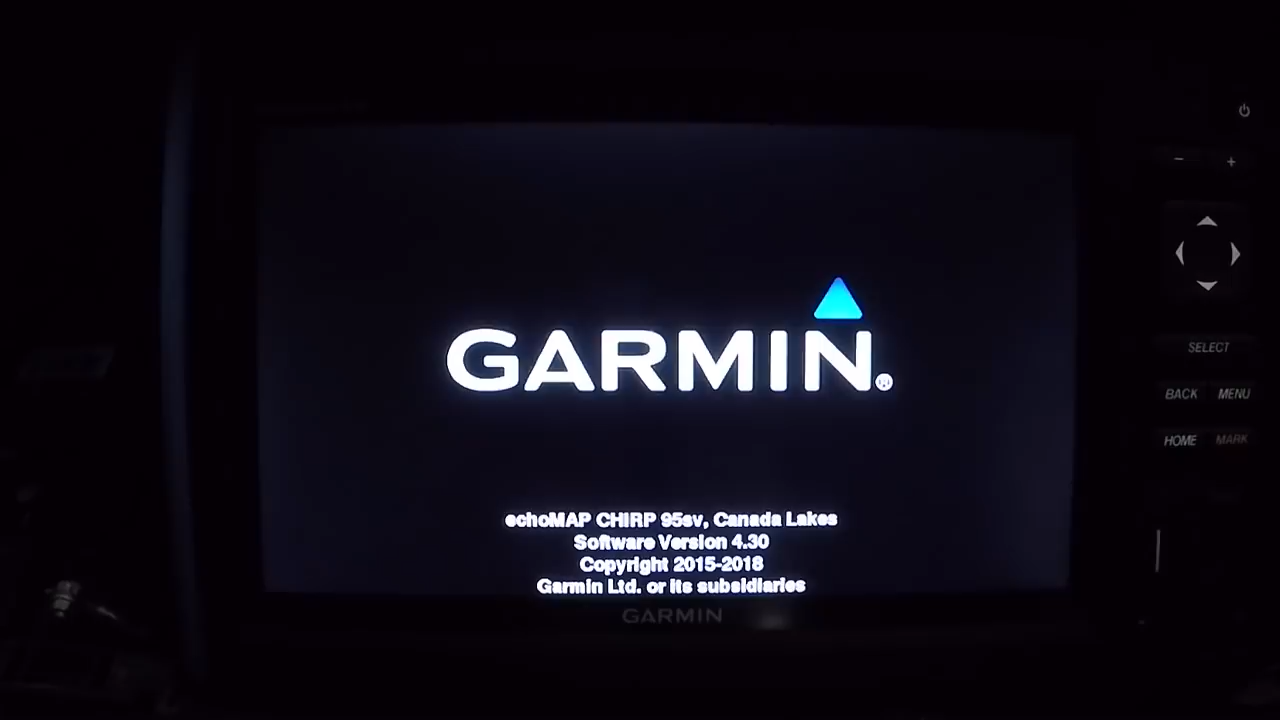 GARMIN
echoMAP CHIRP 95sv, Canada Lakes
Software Version 4.30
Copyright 2015-2018
Garmin Ltd. or its subsidiaries
GARMIN
- +
SELECT
BACK MENU
HOME MARK